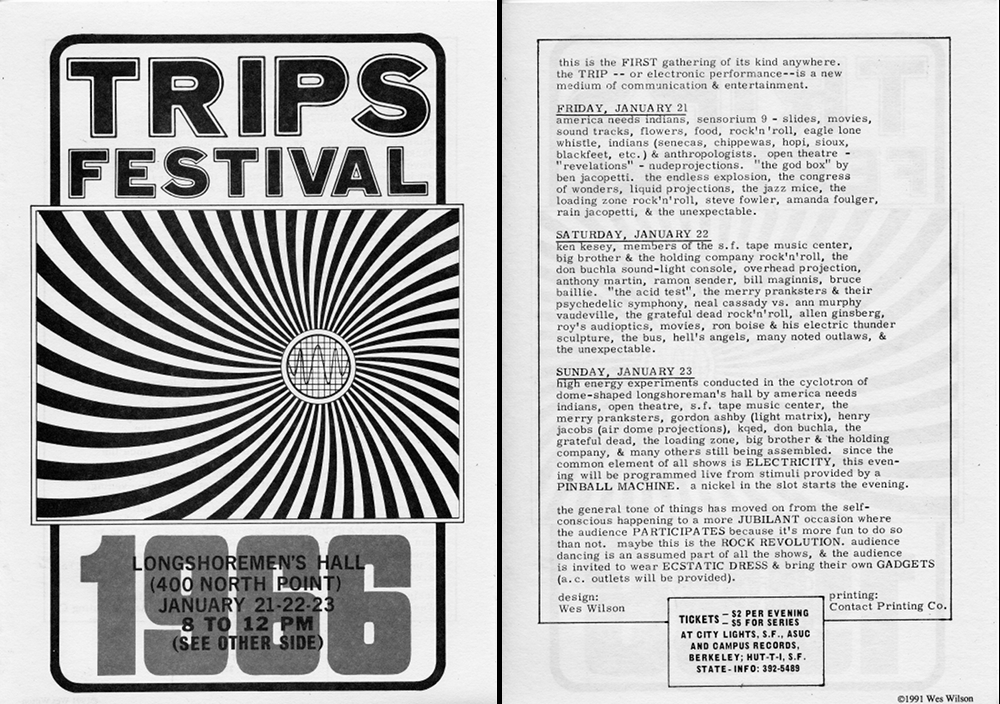 TRIPS
FESTIVAL
1966
LONGSHOREMEN'S HALL
(400 NORTH POINT)
JANUARY 21-22-23
8 TO 12 PM
(SEE OTHER SIDE)
this is the FIRST gathering of its kind anywhere.
the TRIP -- or electronic performance--is a new
medium of communication & entertainment.
FRIDAY, JANUARY 21
america needs indians, sensorium 9 - slides, movies,
sound tracks, flowers, food, rock'n'roll, eagle lone
whistle, indians (senecas, chippewas, hopi, sioux,
blackfeet, etc.) & anthropologists. open theatre -
"revelations" - nudeprojections. "the god box" by
ben jacopetti. the endless explosion, the congress
of wonders, liquid projections, the jazz mice, the
loading zone rock'n'roll, steve fowler, amanda foulger,
rain jacopetti, & the unexpectable.
SATURDAY, JANUARY 22
ken kesey, members of the s.f. tape music center,
big brother & the holding company rock'n'roll, the
don buchla sound-light console, overhead projection,
anthony martin, ramon sender, bill maginnis, bruce
baillie. "the acid test", the merry pranksters & their
psychedelic symphony, neal cassady vs. ann murphy
vaudeville, the grateful dead rock'n'roll, allen ginsberg,
roy's audioptics, movies, ron boise & his electric thunder
sculpture, the bus, hell's angels, many noted outlaws, &
the unexpectable.
SUNDAY, JANUARY 23
high energy experiments conducted in the cyclotron of
dome-shaped longshoreman's hall by america needs
indians, open theatre, s.f. tape music center, the
merry pranksters, gordon ashby (light matrix), henry
jacobs (air dome projections), kqed, don buchla, the
grateful dead, the loading zone, big brother & the holding
company, & many others still being assembled. since the
common element of all shows is ELECTRICITY, this even-
ing will be programmed live from stimuli provided by a
PINBALL MACHINE. a nickel in the slot starts the evening.
the general tone of things has moved on from the self-
conscious happening to a more JUBILANT occasion where
the audience PARTICIPATES because it's more fun to do so
than not. maybe this is the ROCK REVOLUTION. audience
dancing is an assumed part of all the shows, & the audience
is invited to wear ECSTATIC DRESS & bring their own GADGETS
(a.c. outlets will be provided).
design:
Wes Wilson
printing:
Contact Printing Co.
TICKETS – $2 PER EVENING
– $5 FOR SERIES
AT CITY LIGHTS, S.F., ASUC
AND CAMPUS RECORDS,
BERKELEY; HUT-T-1, S.F.
STATE-INFO: 392-5489
©1991 Wes Wilson